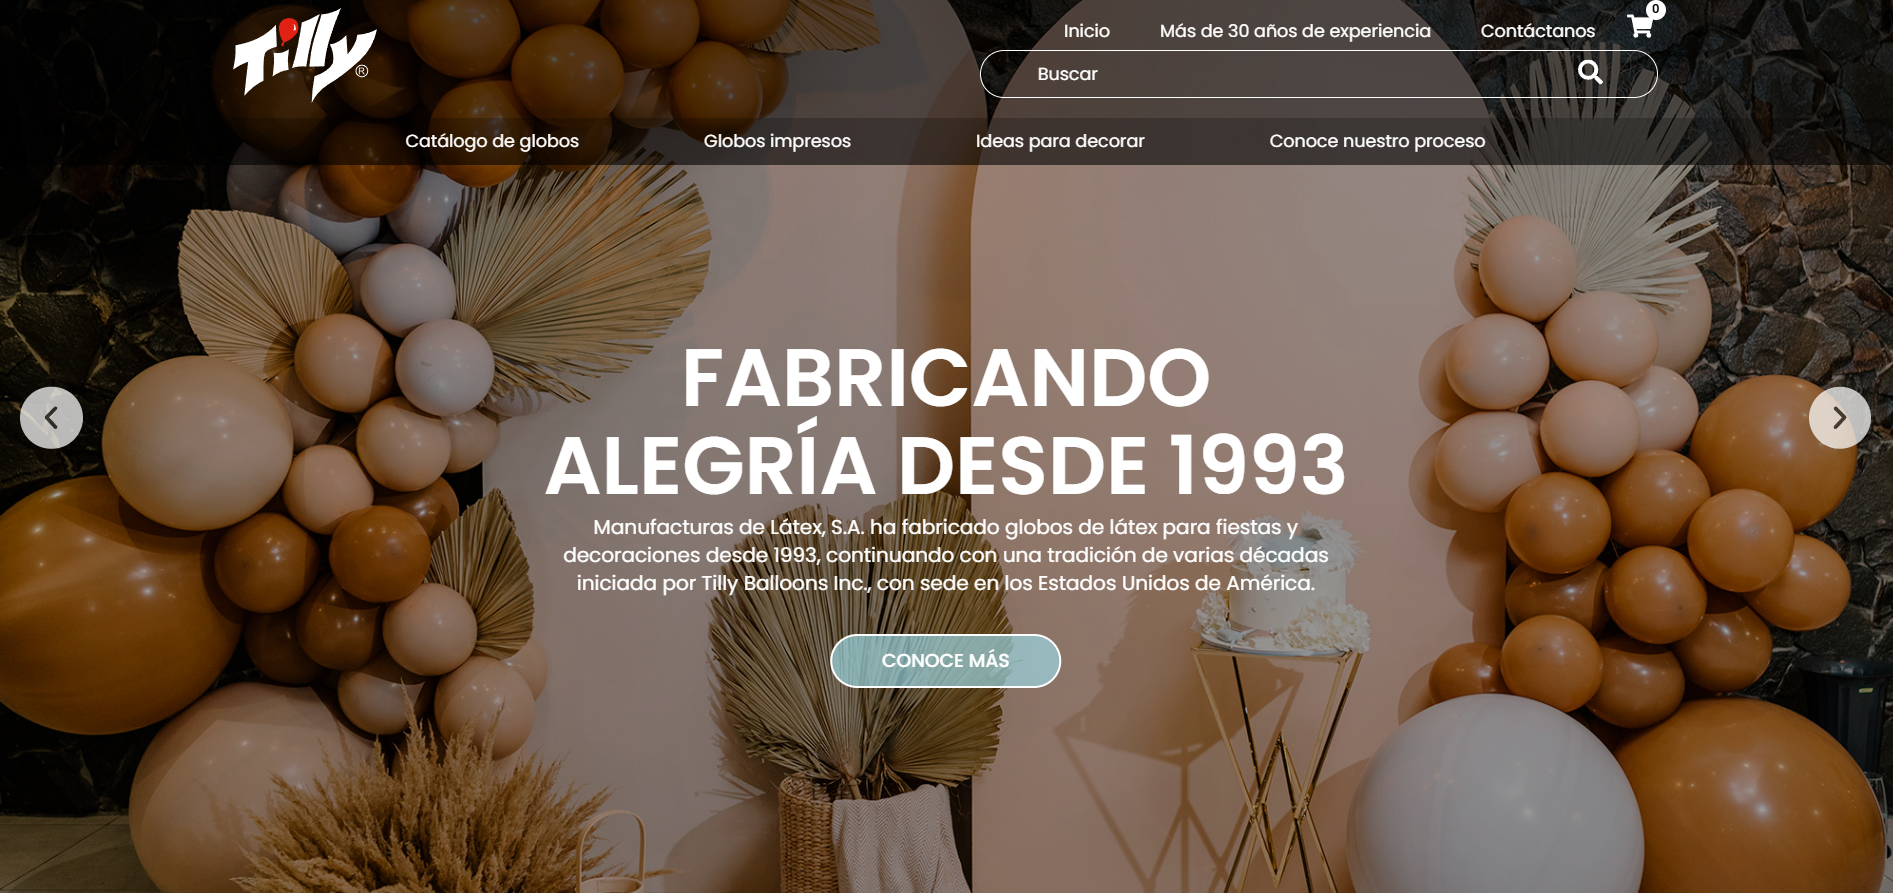 Tilly®
Inicio
Más de 30 años de experiencia
Contáctanos
0
Buscar
Catálogo de globos
Globos impresos
Ideas para decorar
Conoce nuestro proceso
FABRICANDO
ALEGRÍA DESDE 1993
Manufacturas de Látex, S.A. ha fabricado globos de látex para fiestas y
decoraciones desde 1993, continuando con una tradición de varias décadas
iniciada por Tilly Balloons Inc., con sede en los Estados Unidos de América.
CONOCE MÁS